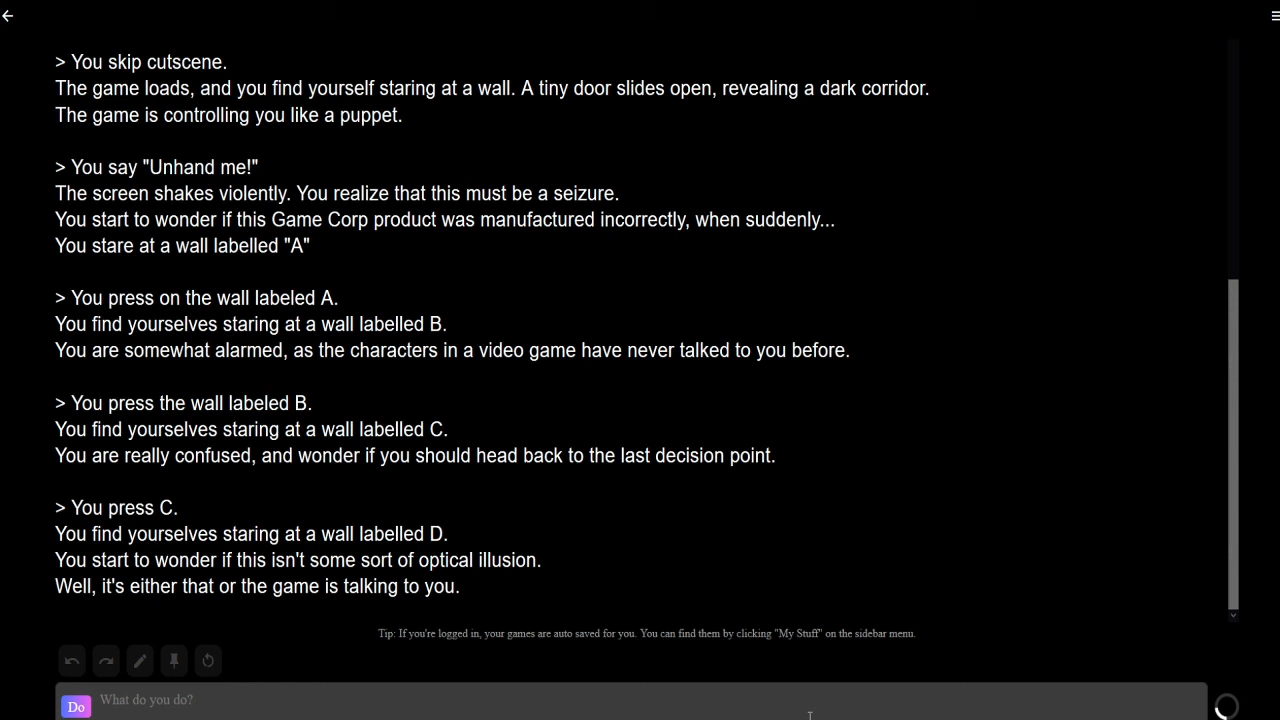 > You skip cutscene.
The game loads, and you find yourself staring at a wall. A tiny door slides open, revealing a dark corridor.
The game is controlling you like a puppet.
> You say "Unhand me!"
The screen shakes violently. You realize that this must be a seizure.
You start to wonder if this Game Corp product was manufactured incorrectly, when suddenly...
You stare at a wall labelled "A"
> You press on the wall labeled A.
You find yourselves staring at a wall labelled B.
You are somewhat alarmed, as the characters in a video game have never talked to you before.
> You press the wall labeled B.
You find yourselves staring at a wall labelled C.
You are really confused, and wonder if you should head back to the last decision point.
> You press C.
You find yourselves staring at a wall labelled D.
You start to wonder if this isn't some sort of optical illusion.
Well, it's either that or the game is talking to you.
Tip: If you're logged in, your games are auto saved for you. You can find them by clicking "My Stuff" on the sidebar menu.
Do What do you do?